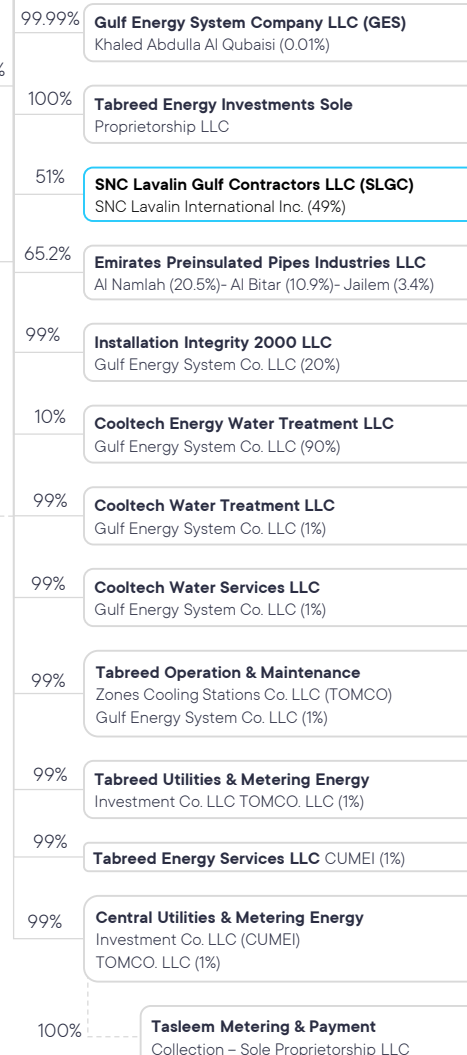 99.99%
Gulf Energy System Company LLC (GES)
Khaled Abdulla Al Qubaisi (0.01%)
%
100%
Tabreed Energy Investments Sole
Proprietorship LLC
51%
SNC Lavalin Gulf Contractors LLC (SLGC)
SNC Lavalin International Inc. (49%)
65.2%
Emirates Preinsulated Pipes Industries LLC
Al Namlah (20.5%)- Al Bitar (10.9%)- Jailem (3.4%)
99%
Installation Integrity 2000 LLC
Gulf Energy System Co. LLC (20%)
10%
Cooltech Energy Water Treatment LLC
Gulf Energy System Co. LLC (90%)
99%
Cooltech Water Treatment LLC
Gulf Energy System Co. LLC (1%)
99%
Cooltech Water Services LLC
Gulf Energy System Co. LLC (1%)
99%
Tabreed Operation & Maintenance
Zones Cooling Stations Co. LLC (TOMCO)
Gulf Energy System Co. LLC (1%)
99%
Tabreed Utilities & Metering Energy
Investment Co. LLC TOMCO. LLC (1%)
99%
Tabreed Energy Services LLC CUMEI (1%)
99%
Central Utilities & Metering Energy
Investment Co. LLC (CUMEI)
TOMCO. LLC (1%)
100%
Tasleem Metering & Payment
Collection – Sole Proprietorship LLC